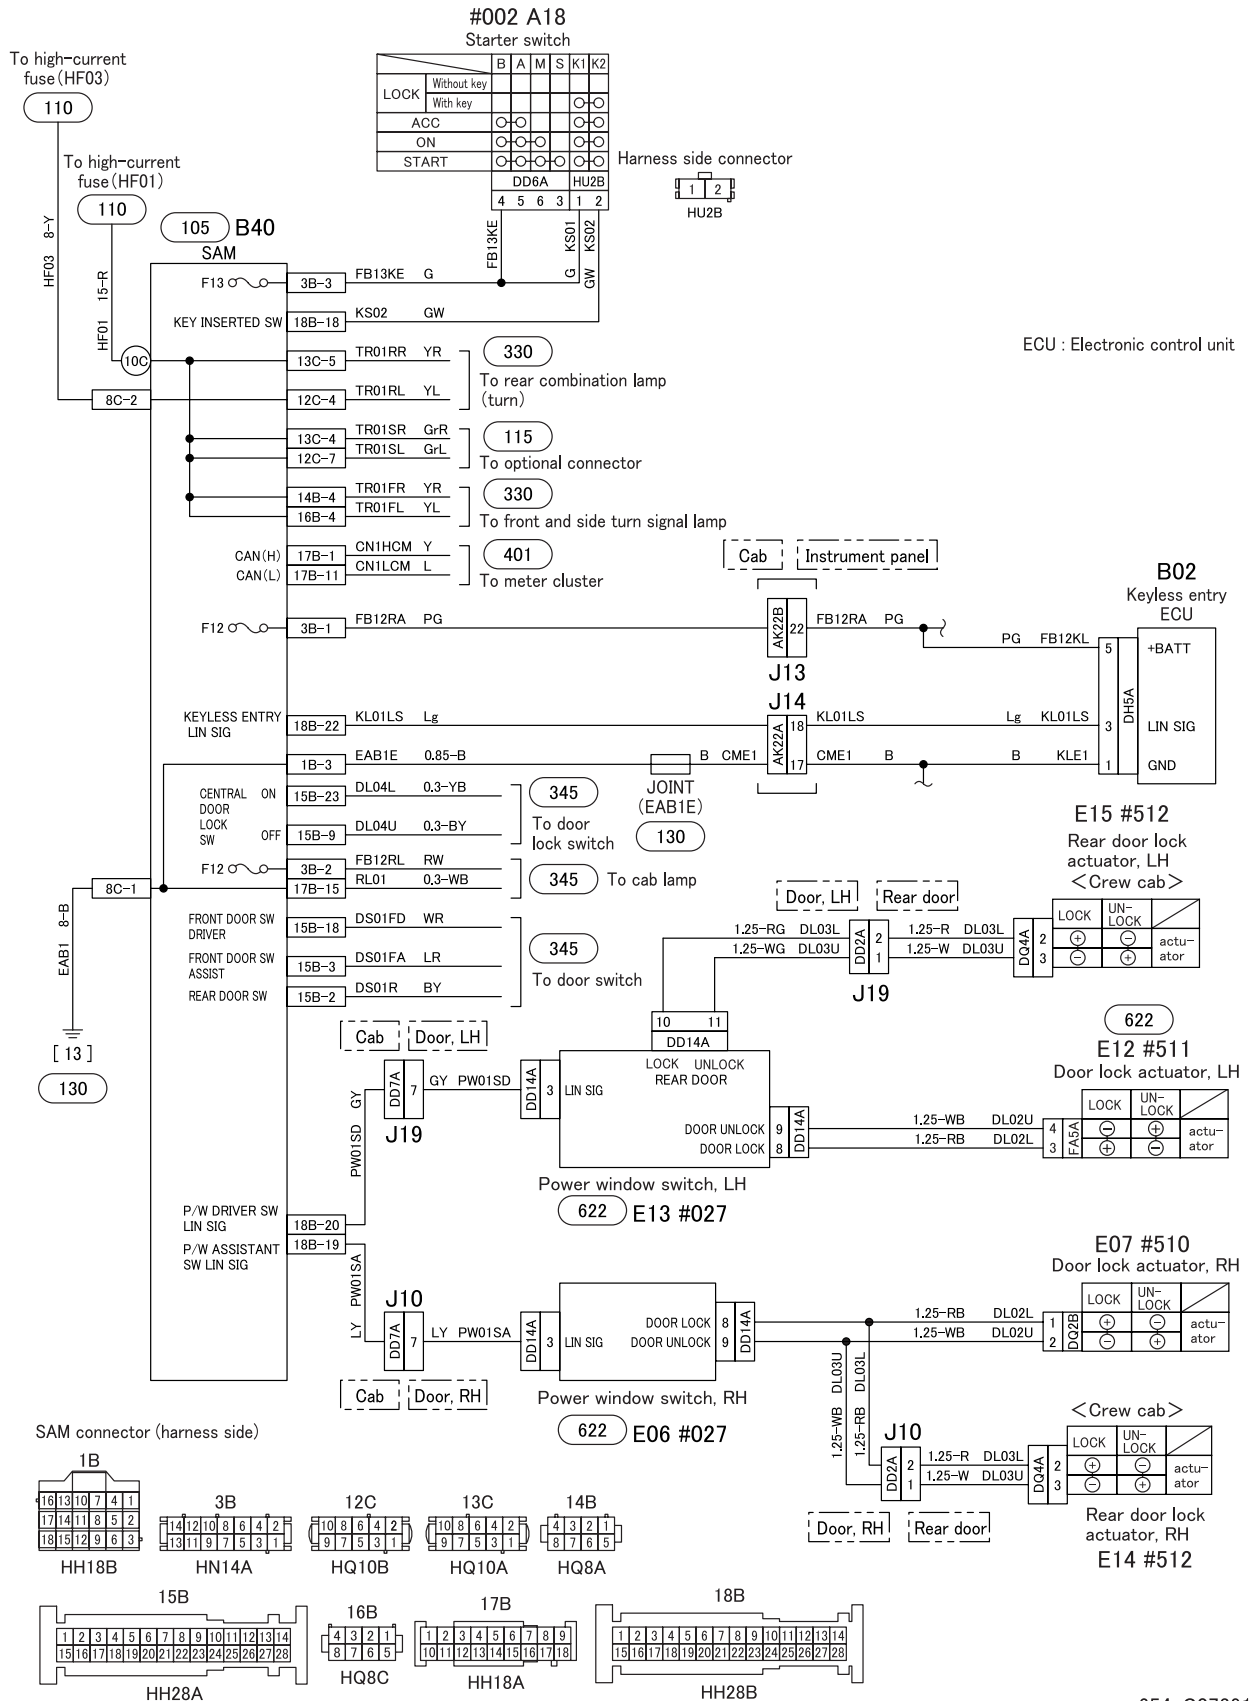 #002 A18
Starter switch
B A M S K1 K2
LOCK Without key
With key
ACC
ON
START
DD6A HU2B
4 5 6 3 1 2
Harness side connector
1 2
HU2B
To high-current
fuse(HF03)
110
To high-current
fuse(HF01)
110
HF03 8-Y
HF01 15-R
105 B40
SAM
FB13KE
G KS01
GW KS02
F13 3B-3 FB13KE G
KEY INSERTED SW 18B-18 KS02 GW
ECU : Electronic control unit
10C
13C-5 TR01RR YR
330
To rear combination lamp
(turn)
8C-2
12C-4 TR01RL YL
13C-4 TR01SR GrR
12C-7 TR01SL GrL
115
To optional connector
14B-4 TR01FR YR
16B-4 TR01FL YL
330
To front and side turn signal lamp
CAN(H) 17B-1 CN1HCM Y
CAN(L) 17B-11 CN1LCM L
401
To meter cluster
Cab Instrument panel
B02
Keyless entry
ECU
F12 3B-1 FB12RA PG
AK22B 22 FB12RA PG
J13
PG FB12KL 5 +BATT
DH5A
J14
KEYLESS ENTRY
LIN SIG
18B-22 KL01LS Lg
AK22A 18 KL01LS Lg KL01LS 3 LIN SIG
1B-3 EAB1E 0.85-B B CME1 17 CME1 B B KLE1 1 GND
JOINT
(EAB1E)
130
CENTRAL
DOOR
LOCK
SW
ON 15B-23 DL04L 0.3-YB
OFF 15B-9 DL04U 0.3-BY
345
To door
lock switch
F12 3B-2 FB12RL RW
17B-15 RL01 0.3-WB
345 To cab lamp
8C-1
EAB1 8-B
[13]
130
FRONT DOOR SW
DRIVER
15B-18 DS01FD WR
FRONT DOOR SW
ASSIST
15B-3 DS01FA LR
REAR DOOR SW 15B-2 DS01R BY
345
To door switch
E15 #512
Rear door lock
actuator, LH
<Crew cab>
LOCK UN-
LOCK
2 + −
3 − +
actu-
ator
DQ4A
Door, LH Rear door
1.25-RG DL03L DD2A 2 1.25-R DL03L
1.25-WG DL03U 1 1.25-W DL03U
J19
10 11
DD14A
LOCK UNLOCK
REAR DOOR
Cab Door, LH
DD7A 7 GY PW01SD
J19
PW01SD GY
DD14A 3 LIN SIG
DOOR UNLOCK 9
DOOR LOCK 8
DD14A
Power window switch, LH
622 E13 #027
622
E12 #511
Door lock actuator, LH
LOCK UN-
LOCK
1.25-WB DL02U 4 − +
1.25-RB DL02L 3 + −
FA5A
actu-
ator
P/W DRIVER SW
LIN SIG
18B-20
P/W ASSISTANT
SW LIN SIG
18B-19
LY PW01SA
J10
DD7A 7 LY PW01SA
Cab Door, RH
DD14A 3 LIN SIG
DOOR LOCK 8
DOOR UNLOCK 9
DD14A
Power window switch, RH
622 E06 #027
E07 #510
Door lock actuator, RH
LOCK UN-
LOCK
1.25-RB DL02L 1 + −
1.25-WB DL02U 2 − +
DQ2B
actu-
ator
1.25-WB DL03U
1.25-RB DL03L
J10
DD2A 2 1.25-R DL03L
1 1.25-W DL03U
Door, RH Rear door
<Crew cab>
LOCK UN-
LOCK
DQ4A
2 + −
3 − +
actu-
ator
Rear door lock
actuator, RH
E14 #512
SAM connector (harness side)
1B
16 13 10 7 4 1
17 14 11 8 5 2
18 15 12 9 6 3
HH18B
3B
14 12 10 8 6 4 2
13 11 9 7 5 3 1
HN14A
12C
10 8 6 4 2
9 7 5 3 1
HQ10B
13C
10 8 6 4 2
9 7 5 3 1
HQ10A
14B
4 3 2 1
8 7 6 5
HQ8A
15B
1 2 3 4 5 6 7 8 9 10 11 12 13 14
15 16 17 18 19 20 21 22 23 24 25 26 27 28
HH28A
16B
4 3 2 1
8 7 6 5
HQ8C
17B
1 2 3 4 5 6 7 8 9
10 11 12 13 14 15 16 17 18
HH18A
18B
1 2 3 4 5 6 7 8 9 10 11 12 13 14
15 16 17 18 19 20 21 22 23 24 25 26 27 28
HH28B